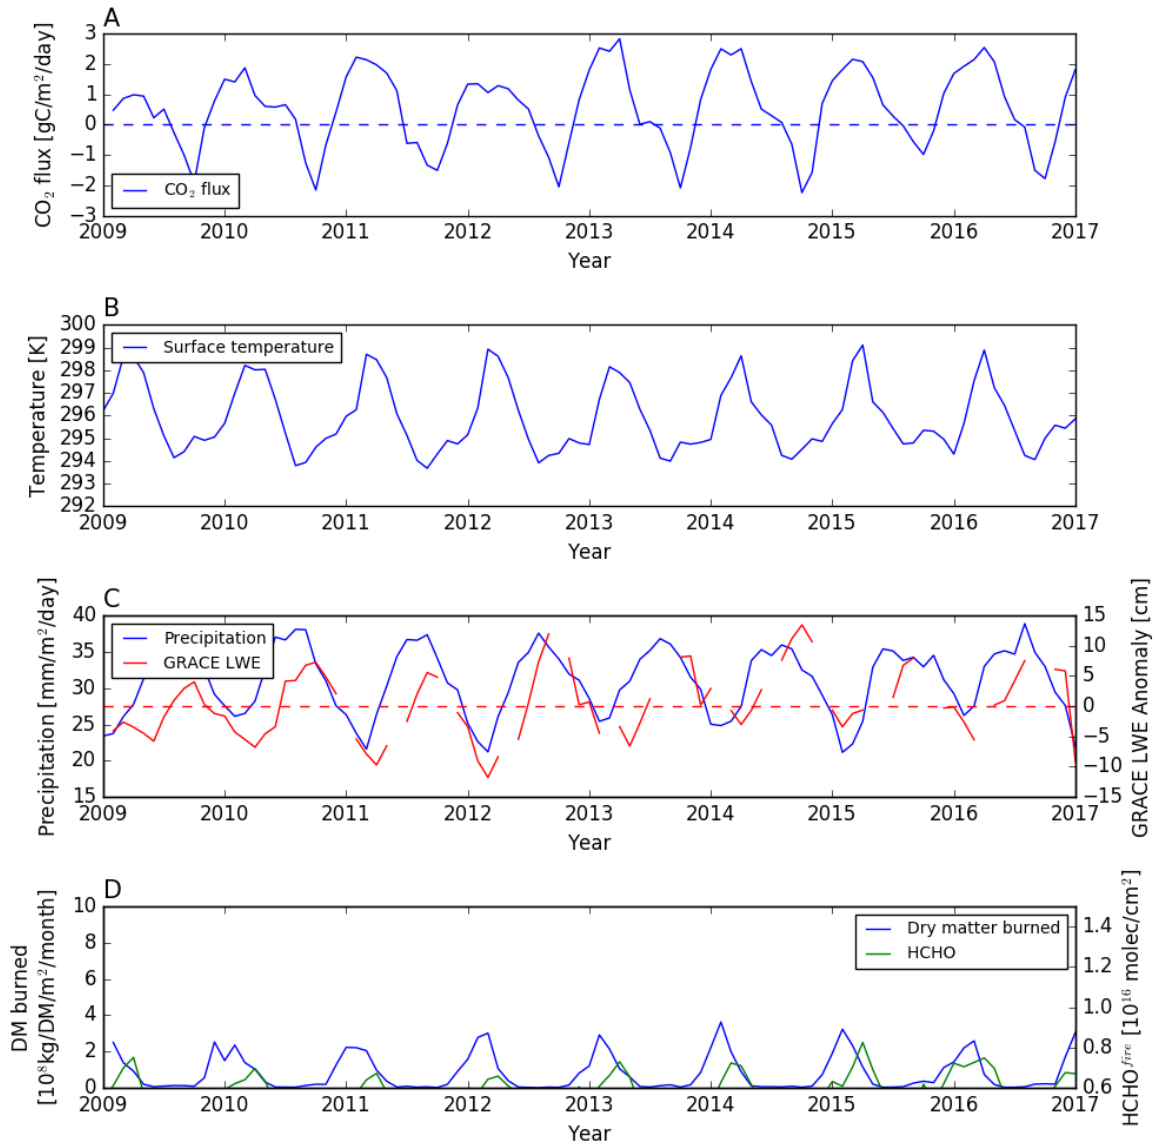 A
CO₂ flux [gC/m²/day]
3
2
1
0
−1
−2
−3
CO₂ flux
2009 2010 2011 2012 2013 2014 2015 2016 2017
Year
B
Temperature [K]
300
299
298
297
296
295
294
293
292
Surface temperature
2009 2010 2011 2012 2013 2014 2015 2016 2017
Year
C
Precipitation [mm/m²/day]
40
35
30
25
20
15
Precipitation
GRACE LWE
15
10
5
0
−5
−10
−15
GRACE LWE Anomaly [cm]
2009 2010 2011 2012 2013 2014 2015 2016 2017
Year
D
DM burned
[10⁸kg/DM/m²/month]
10
8
6
4
2
0
Dry matter burned
HCHO
1.4
1.2
1.0
0.8
0.6
HCHO^fire [10¹⁶ molec/cm²]
2009 2010 2011 2012 2013 2014 2015 2016 2017
Year